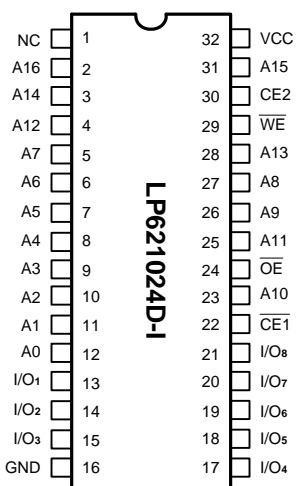 NC 1 32 VCC
A16 2 31 A15
A14 3 30 CE2
A12 4 29 W̅E̅
A7 5 28 A13
A6 6 27 A8
A5 7 26 A9
A4 8 25 A11
A3 9 24 O̅E̅
A2 10 23 A10
A1 11 22 C̅E̅1̅
A0 12 21 I/O₈
I/O₁ 13 20 I/O₇
I/O₂ 14 19 I/O₆
I/O₃ 15 18 I/O₅
GND 16 17 I/O₄
LP621024D-I